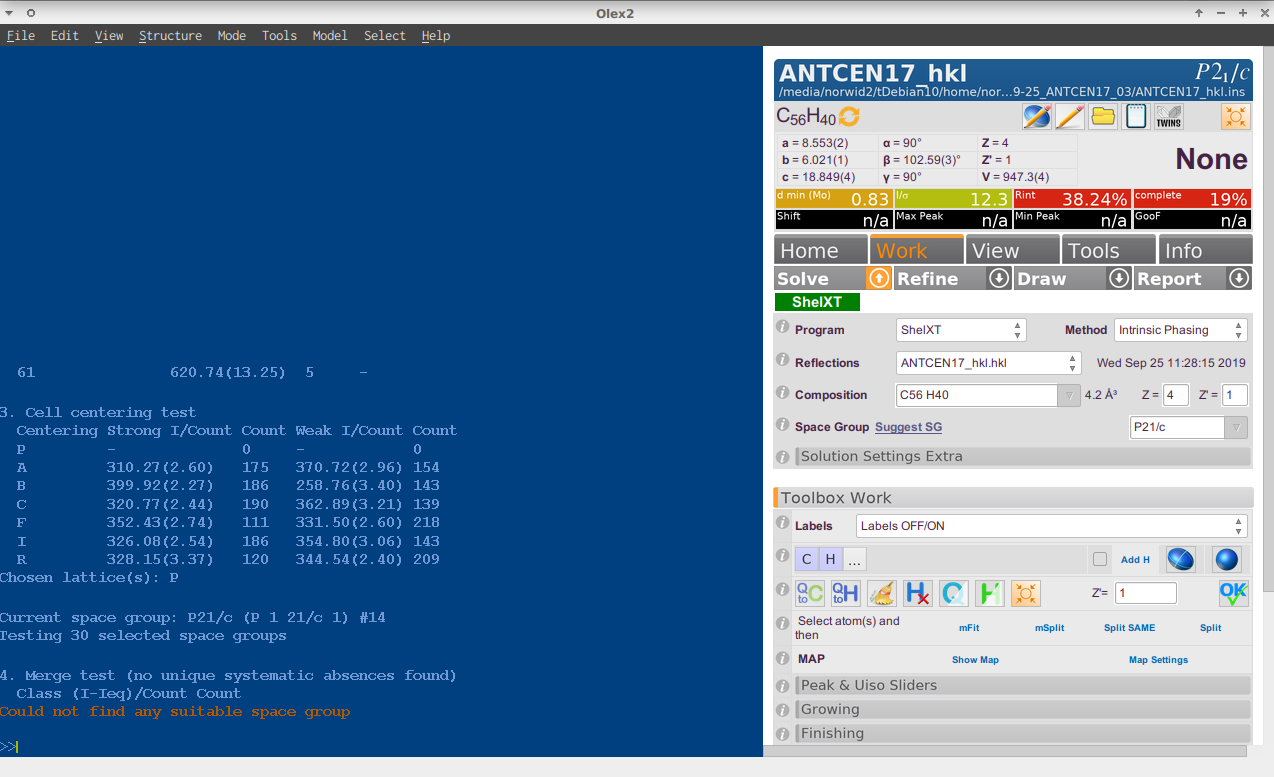 Olex2
File Edit View Structure Mode Tools Model Select Help
61 620.74(13.25) 5 -
3. Cell centering test
Centering Strong I/Count Count Weak I/Count Count
P - 0 - 0
A 310.27(2.60) 175 370.72(2.96) 154
B 399.92(2.27) 186 258.76(3.40) 143
C 320.77(2.44) 190 362.89(3.21) 139
F 352.43(2.74) 111 331.50(2.60) 218
I 326.08(2.54) 186 354.80(3.06) 143
R 328.15(3.37) 120 344.54(2.40) 209
Chosen lattice(s): P
Current space group: P21/c (P 1 21/c 1) #14
Testing 30 selected space groups
4. Merge test (no unique systematic absences found)
Class (I-Ieq)/Count Count
Could not find any suitable space group
>>
ANTCEN17_hkl P2₁/c
/media/norwid2/tDebian10/home/nor...9-25_ANTCEN17_03/ANTCEN17_hkl.ins
C₅₆H₄₀ TWINS
a = 8.553(2) α = 90° Z = 4
b = 6.021(1) β = 102.59(3)° Z' = 1
c = 18.849(4) γ = 90° V = 947.3(4)
None
d min (Mo) 0.83 I/σ 12.3 Rint 38.24% complete 19%
Shift n/a Max Peak n/a Min Peak n/a GooF n/a
Home Work View Tools Info
Solve Refine Draw Report
ShelXT
Program ShelXT Method Intrinsic Phasing
Reflections ANTCEN17_hkl.hkl Wed Sep 25 11:28:15 2019
Composition C56 H40 4.2 Å³ Z = 4 Z' = 1
Space Group Suggest SG P21/c
Solution Settings Extra
Toolbox Work
Labels Labels OFF/ON
C H ... Add H
Q to C Q to H H C H Z'= 1 OK
Select atom(s) and then mFit mSplit Split SAME Split
MAP Show Map Map Settings
Peak & Uiso Sliders
Growing
Finishing